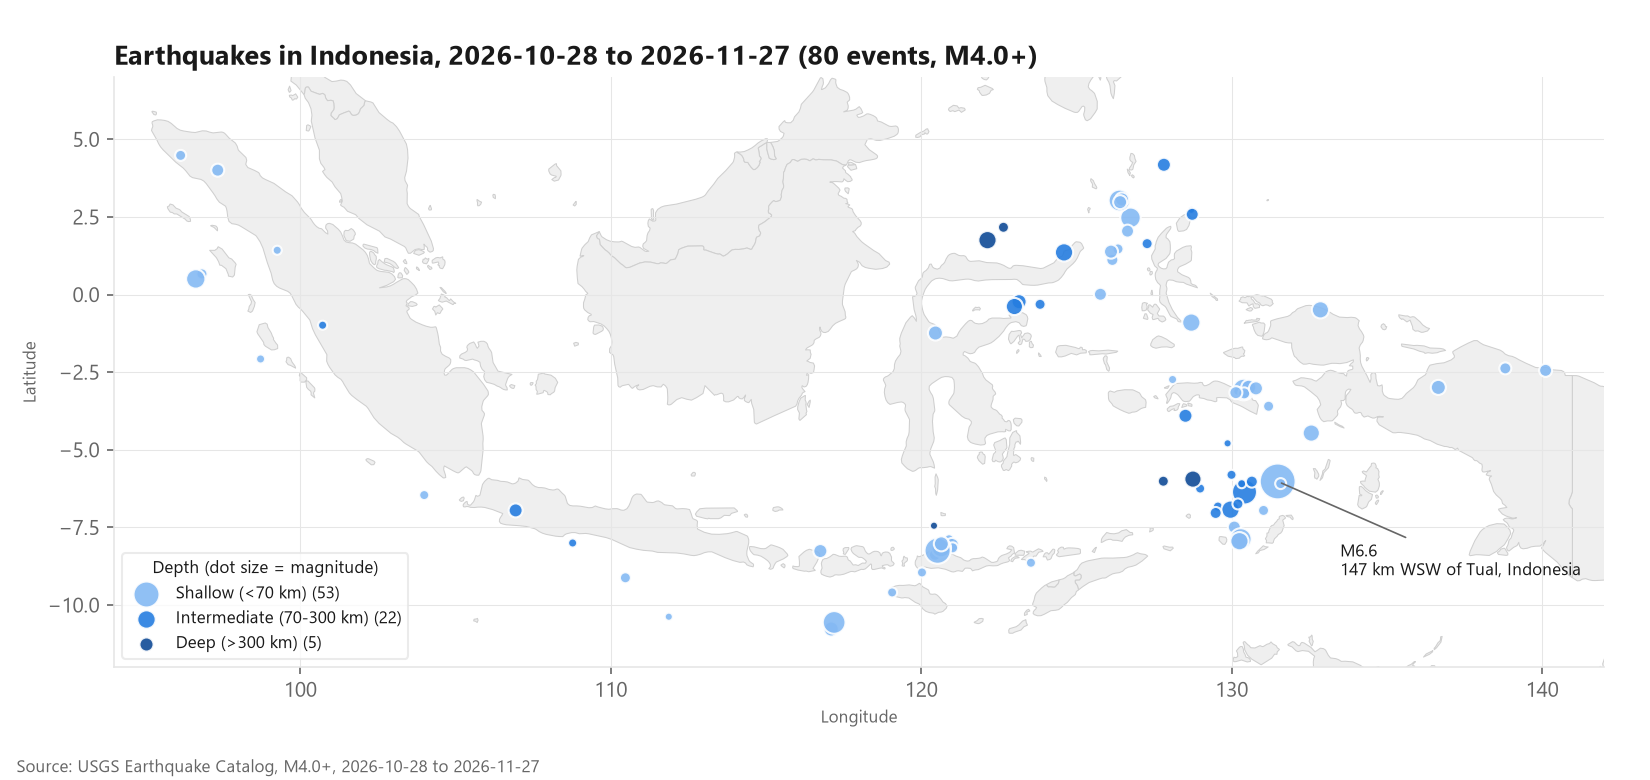 Earthquakes in Indonesia, 2026-10-28 to 2026-11-27 (80 events, M4.0+)
Latitude
5.0
2.5
0.0
−2.5
−5.0
−7.5
−10.0
M6.6
147 km WSW of Tual, Indonesia
Depth (dot size = magnitude)
Shallow (<70 km) (53)
Intermediate (70-300 km) (22)
Deep (>300 km) (5)
100
110
120
130
140
Longitude
Source: USGS Earthquake Catalog, M4.0+, 2026-10-28 to 2026-11-27